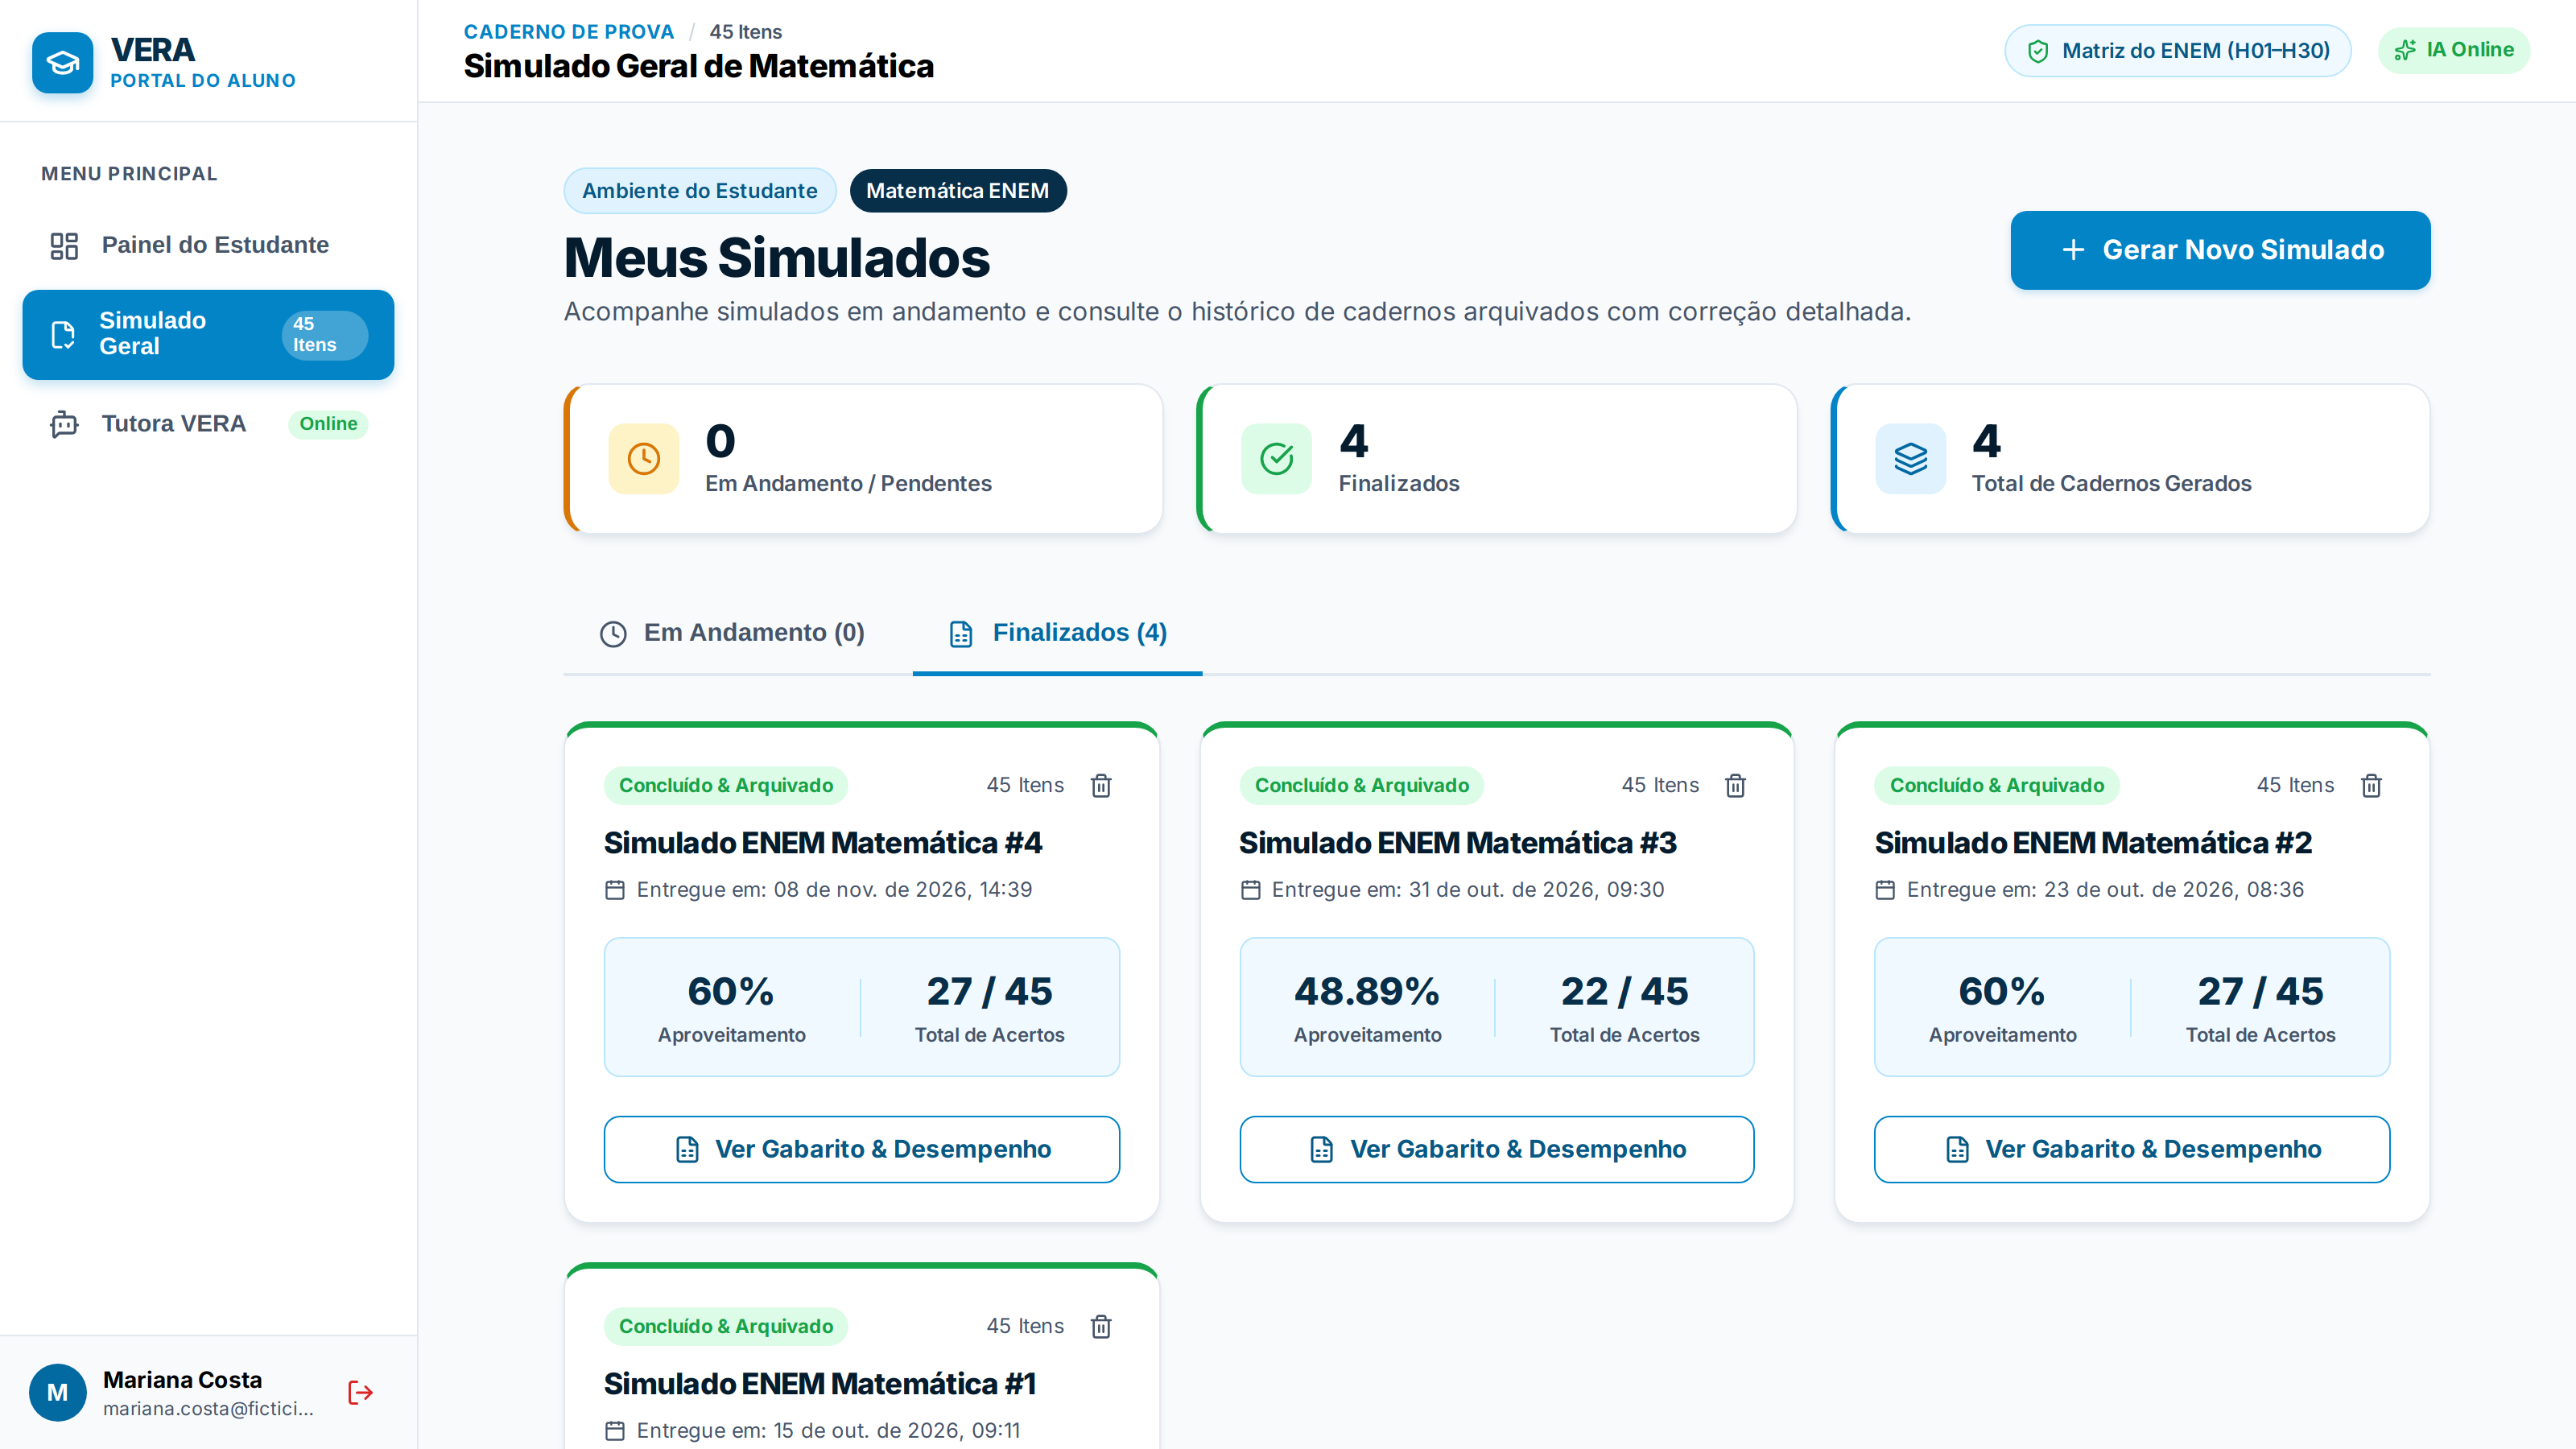 VERA
PORTAL DO ALUNO
MENU PRINCIPAL
Painel do Estudante
Simulado
Geral
45
Itens
Tutora VERA
Online
Mariana Costa
mariana.costa@fictici...
M
CADERNO DE PROVA / 45 Itens
Simulado Geral de Matemática
Matriz do ENEM (H01–H30)
IA Online
Ambiente do Estudante
Matemática ENEM
Meus Simulados
Acompanhe simulados em andamento e consulte o histórico de cadernos arquivados com correção detalhada.
Gerar Novo Simulado
0
Em Andamento / Pendentes
4
Finalizados
4
Total de Cadernos Gerados
Em Andamento (0)
Finalizados (4)
Concluído & Arquivado
45 Itens
Simulado ENEM Matemática #4
Entregue em: 08 de nov. de 2026, 14:39
60%
Aproveitamento
27 / 45
Total de Acertos
Ver Gabarito & Desempenho
Concluído & Arquivado
45 Itens
Simulado ENEM Matemática #3
Entregue em: 31 de out. de 2026, 09:30
48.89%
Aproveitamento
22 / 45
Total de Acertos
Ver Gabarito & Desempenho
Concluído & Arquivado
45 Itens
Simulado ENEM Matemática #2
Entregue em: 23 de out. de 2026, 08:36
60%
Aproveitamento
27 / 45
Total de Acertos
Ver Gabarito & Desempenho
Concluído & Arquivado
45 Itens
Simulado ENEM Matemática #1
Entregue em: 15 de out. de 2026, 09:11